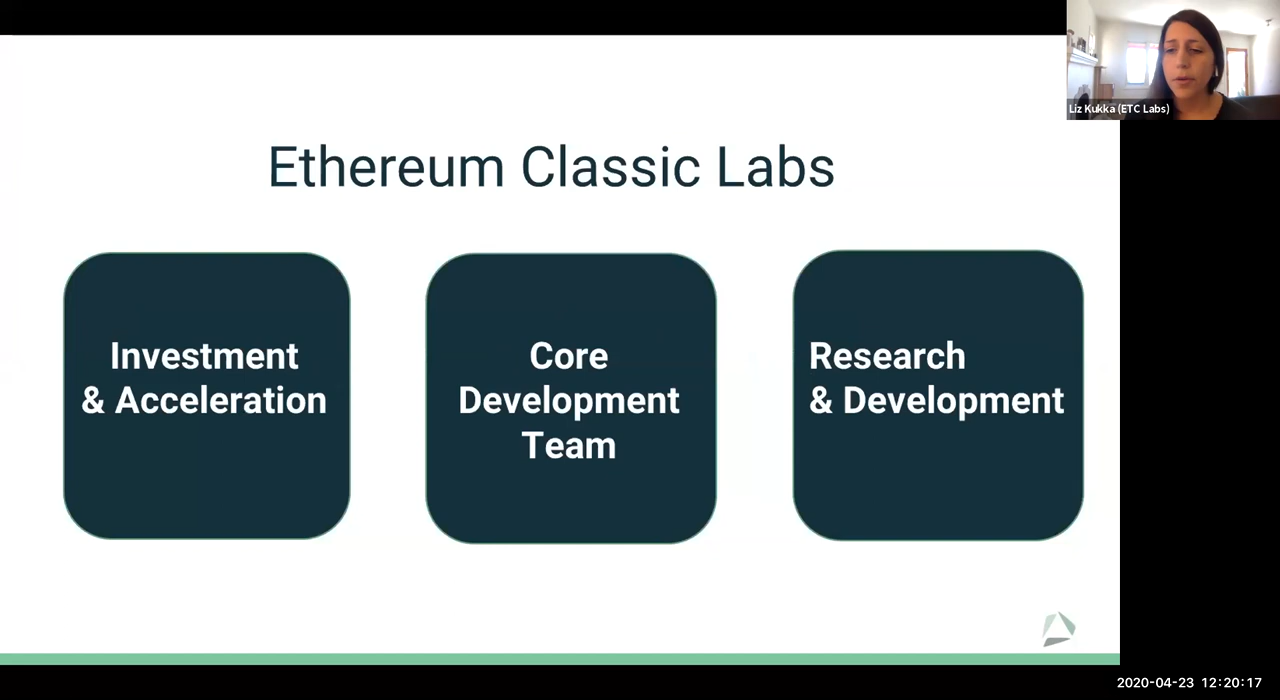 Liz Kukka (ETC Labs)
Ethereum Classic Labs
Investment
& Acceleration
Core
Development
Team
Research
& Development
2020-04-23 12:20:17